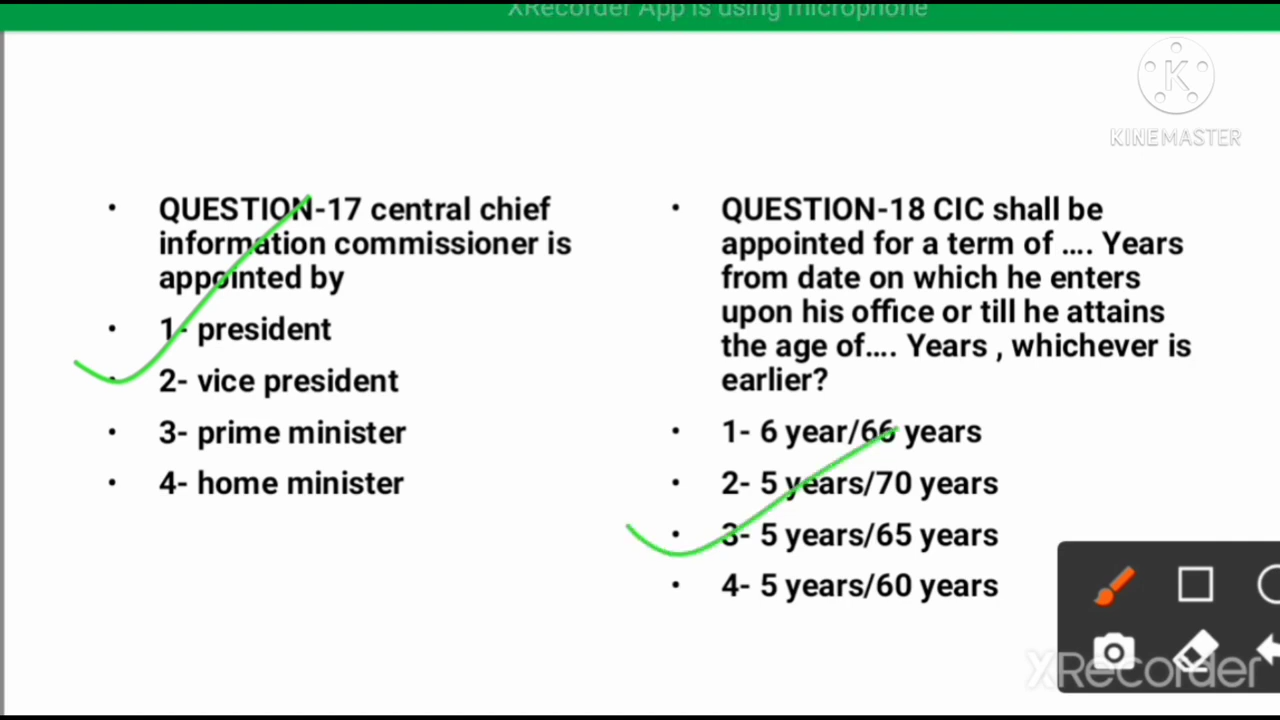 XRecorder App is using microphone
K
KINEMASTER
• QUESTION-17 central chief
information commissioner is
appointed by
• 1- president
• 2- vice president
• 3- prime minister
• 4- home minister
• QUESTION-18 CIC shall be
appointed for a term of .... Years
from date on which he enters
upon his office or till he attains
the age of.... Years , whichever is
earlier?
• 1- 6 year/66 years
• 2- 5 years/70 years
• 3- 5 years/65 years
• 4- 5 years/60 years
XRecorder